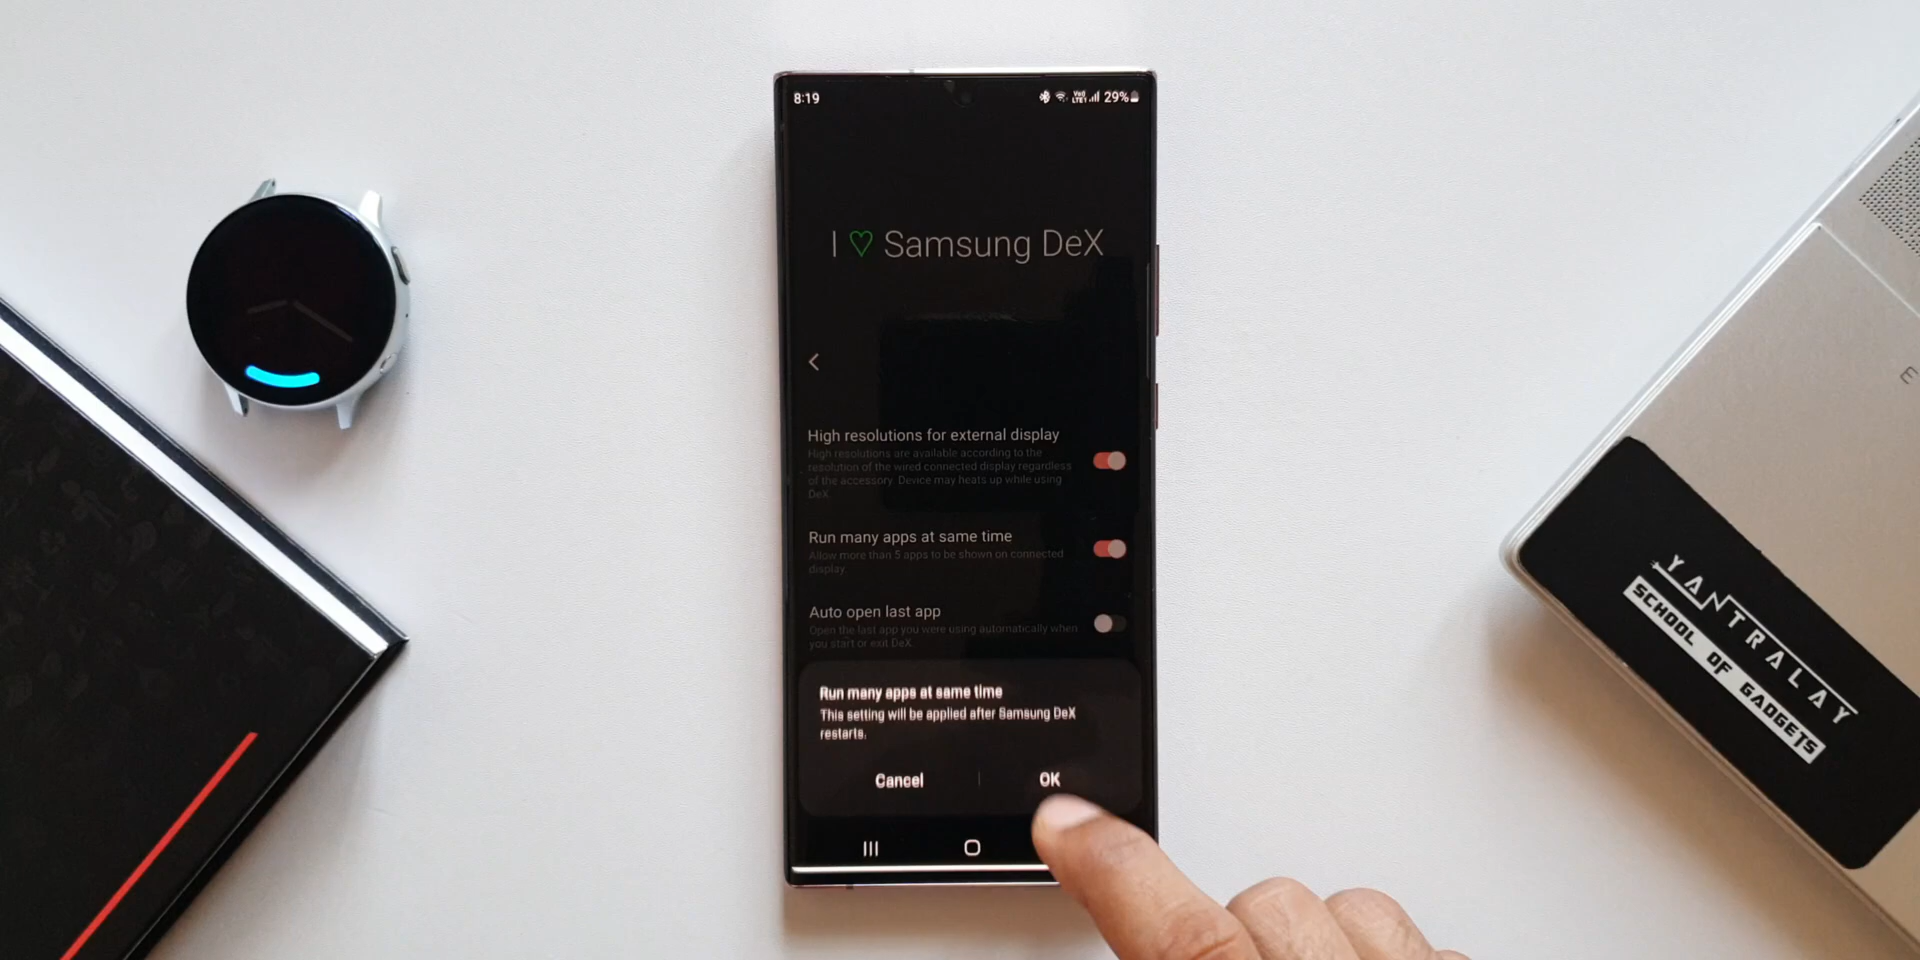 8:19
Vo)) LTE1 29%
I ♡ Samsung DeX
High resolutions for external display
High resolutions are available according to the
resolution of the wired connected display regardless
of the accessory. Device may heats up while using
DeX.
Run many apps at same time
Allow more than 5 apps to be shown on connected
display.
Auto open last app
Open the last app you were using automatically when
you start or exit DeX.
Run many apps at same time
This setting will be applied after Samsung DeX
restarts.
Cancel
OK
E
YANTRALAY
SCHOOL OF GADGETS